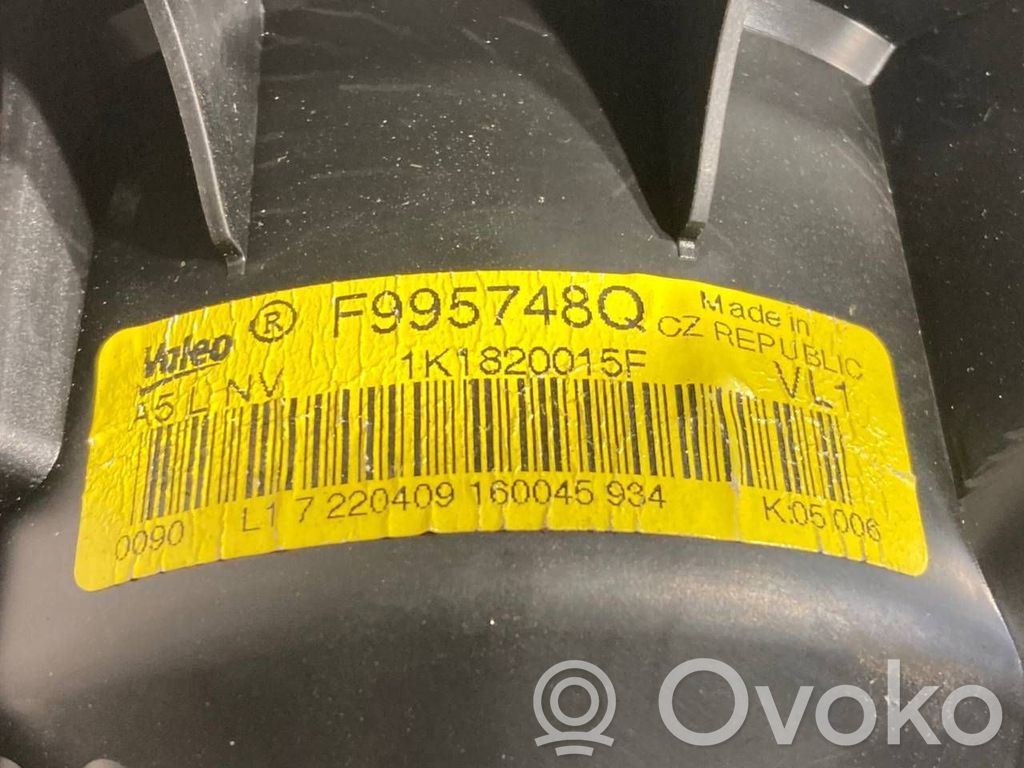 Valeo ® F995748Q Made in
CZ REPUBLIC
A5 L NV 1K1820015F VL1
0090 L1 7 220409 160045 934 K:05 006
Ovoko